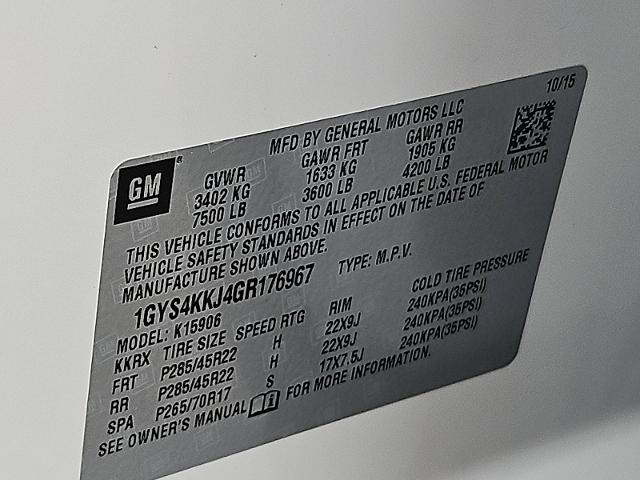 10/15
MFD BY GENERAL MOTORS LLC
GM®
GVWR GAWR FRT GAWR RR
3402 KG 1633 KG 1905 KG
7500 LB 3600 LB 4200 LB
THIS VEHICLE CONFORMS TO ALL APPLICABLE U.S. FEDERAL MOTOR
VEHICLE SAFETY STANDARDS IN EFFECT ON THE DATE OF
MANUFACTURE SHOWN ABOVE.
1GYS4KKJ4GR176967 TYPE: M.P.V.
MODEL: K15906
KKRX TIRE SIZE SPEED RTG RIM COLD TIRE PRESSURE
FRT P285/45R22 H 22X9J 240KPA(35PSI)
RR P285/45R22 H 22X9J 240KPA(35PSI)
SPA P265/70R17 S 17X7.5J 240KPA(35PSI)
SEE OWNER'S MANUAL FOR MORE INFORMATION.